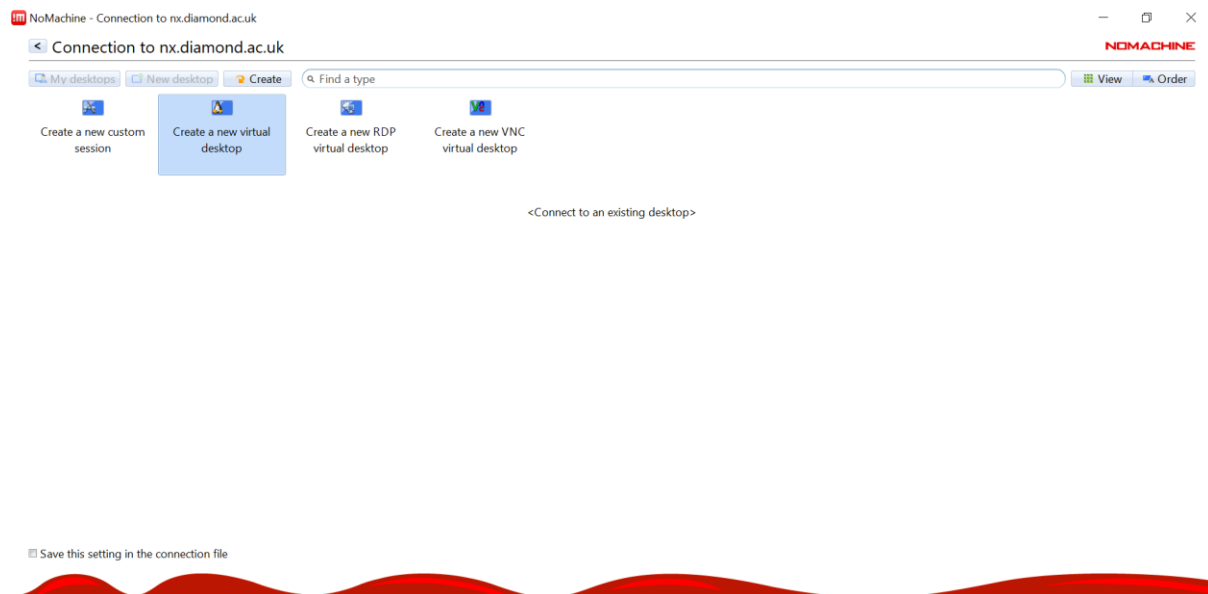 NoMachine - Connection to nx.diamond.ac.uk
Connection to nx.diamond.ac.uk
NOMACHINE
My desktops New desktop Create Find a type View Order
Create a new custom session
Create a new virtual desktop
Create a new RDP virtual desktop
Create a new VNC virtual desktop
<Connect to an existing desktop>
Save this setting in the connection file